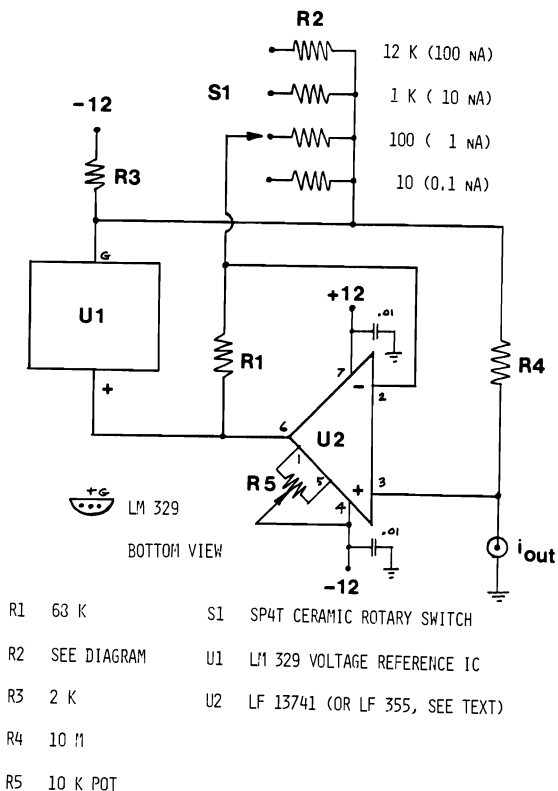 R2
12 K (100 NA)
S1
1 K ( 10 NA)
-12
100 ( 1 NA)
R3
10 (0.1 NA)
G
U1
+12
.01
+
R1
7
-
2
R4
6
U2
1
R5
5
+
3
4
+G
LM 329
.01
iout
BOTTOM VIEW
-12
R1 68 K
S1 SP4T CERAMIC ROTARY SWITCH
R2 SEE DIAGRAM
U1 LM 329 VOLTAGE REFERENCE IC
R3 2 K
U2 LF 13741 (OR LF 355, SEE TEXT)
R4 10 M
R5 10 K POT